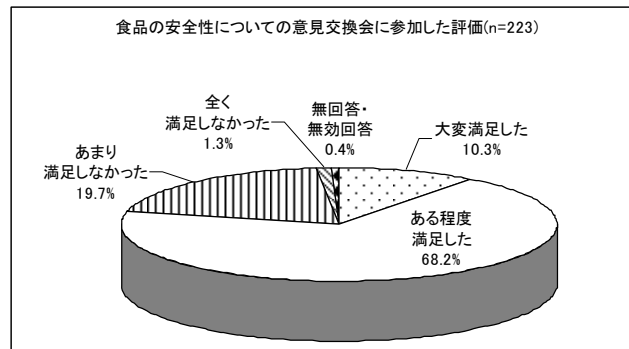 食品の安全性についての意見交換会に参加した評価(n=223)
全く
満足しなかった
1.3%
無回答・
無効回答
0.4%
大変満足した
10.3%
あまり
満足しなかった
19.7%
ある程度
満足した
68.2%